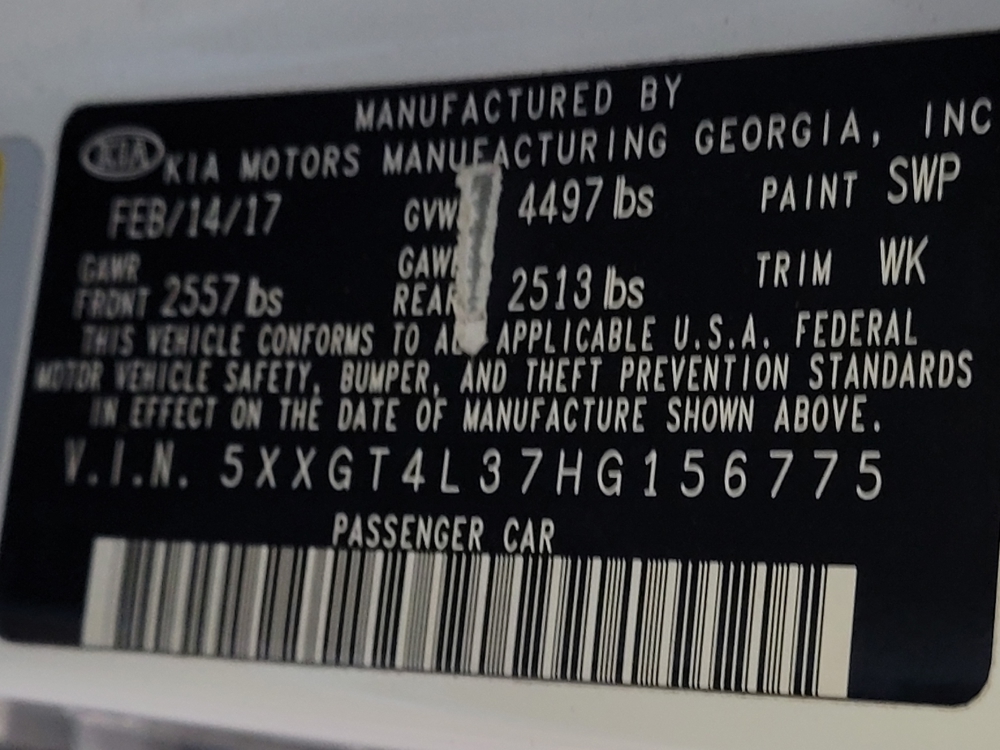 MANUFACTURED BY
KIA KIA MOTORS MANUFACTURING GEORGIA, INC
FEB/14/17 GVW 4497 lbs PAINT SWP
GAWR FRONT 2557 lbs GAW REAR 2513 lbs TRIM WK
THIS VEHICLE CONFORMS TO ALL APPLICABLE U.S.A. FEDERAL
MOTOR VEHICLE SAFETY, BUMPER, AND THEFT PREVENTION STANDARDS
IN EFFECT ON THE DATE OF MANUFACTURE SHOWN ABOVE.
V.I.N. 5XXGT4L37HG156775
PASSENGER CAR